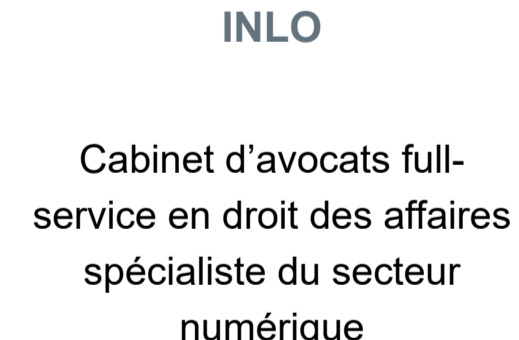 INLO
Cabinet d’avocats full-
service en droit des affaires
spécialiste du secteur
numérique